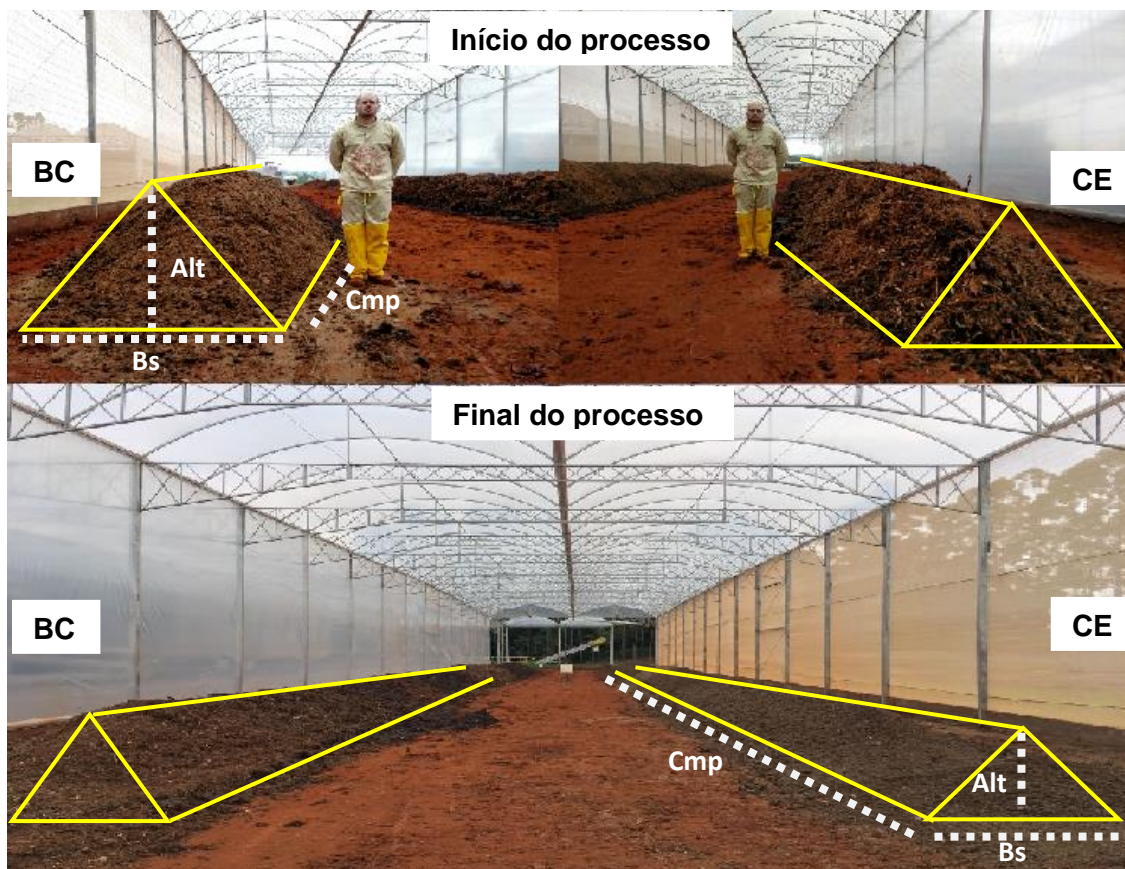 Início do processo
BC
CE
Alt
Cmp
Bs
Final do processo
BC
CE
Cmp
Alt
Bs